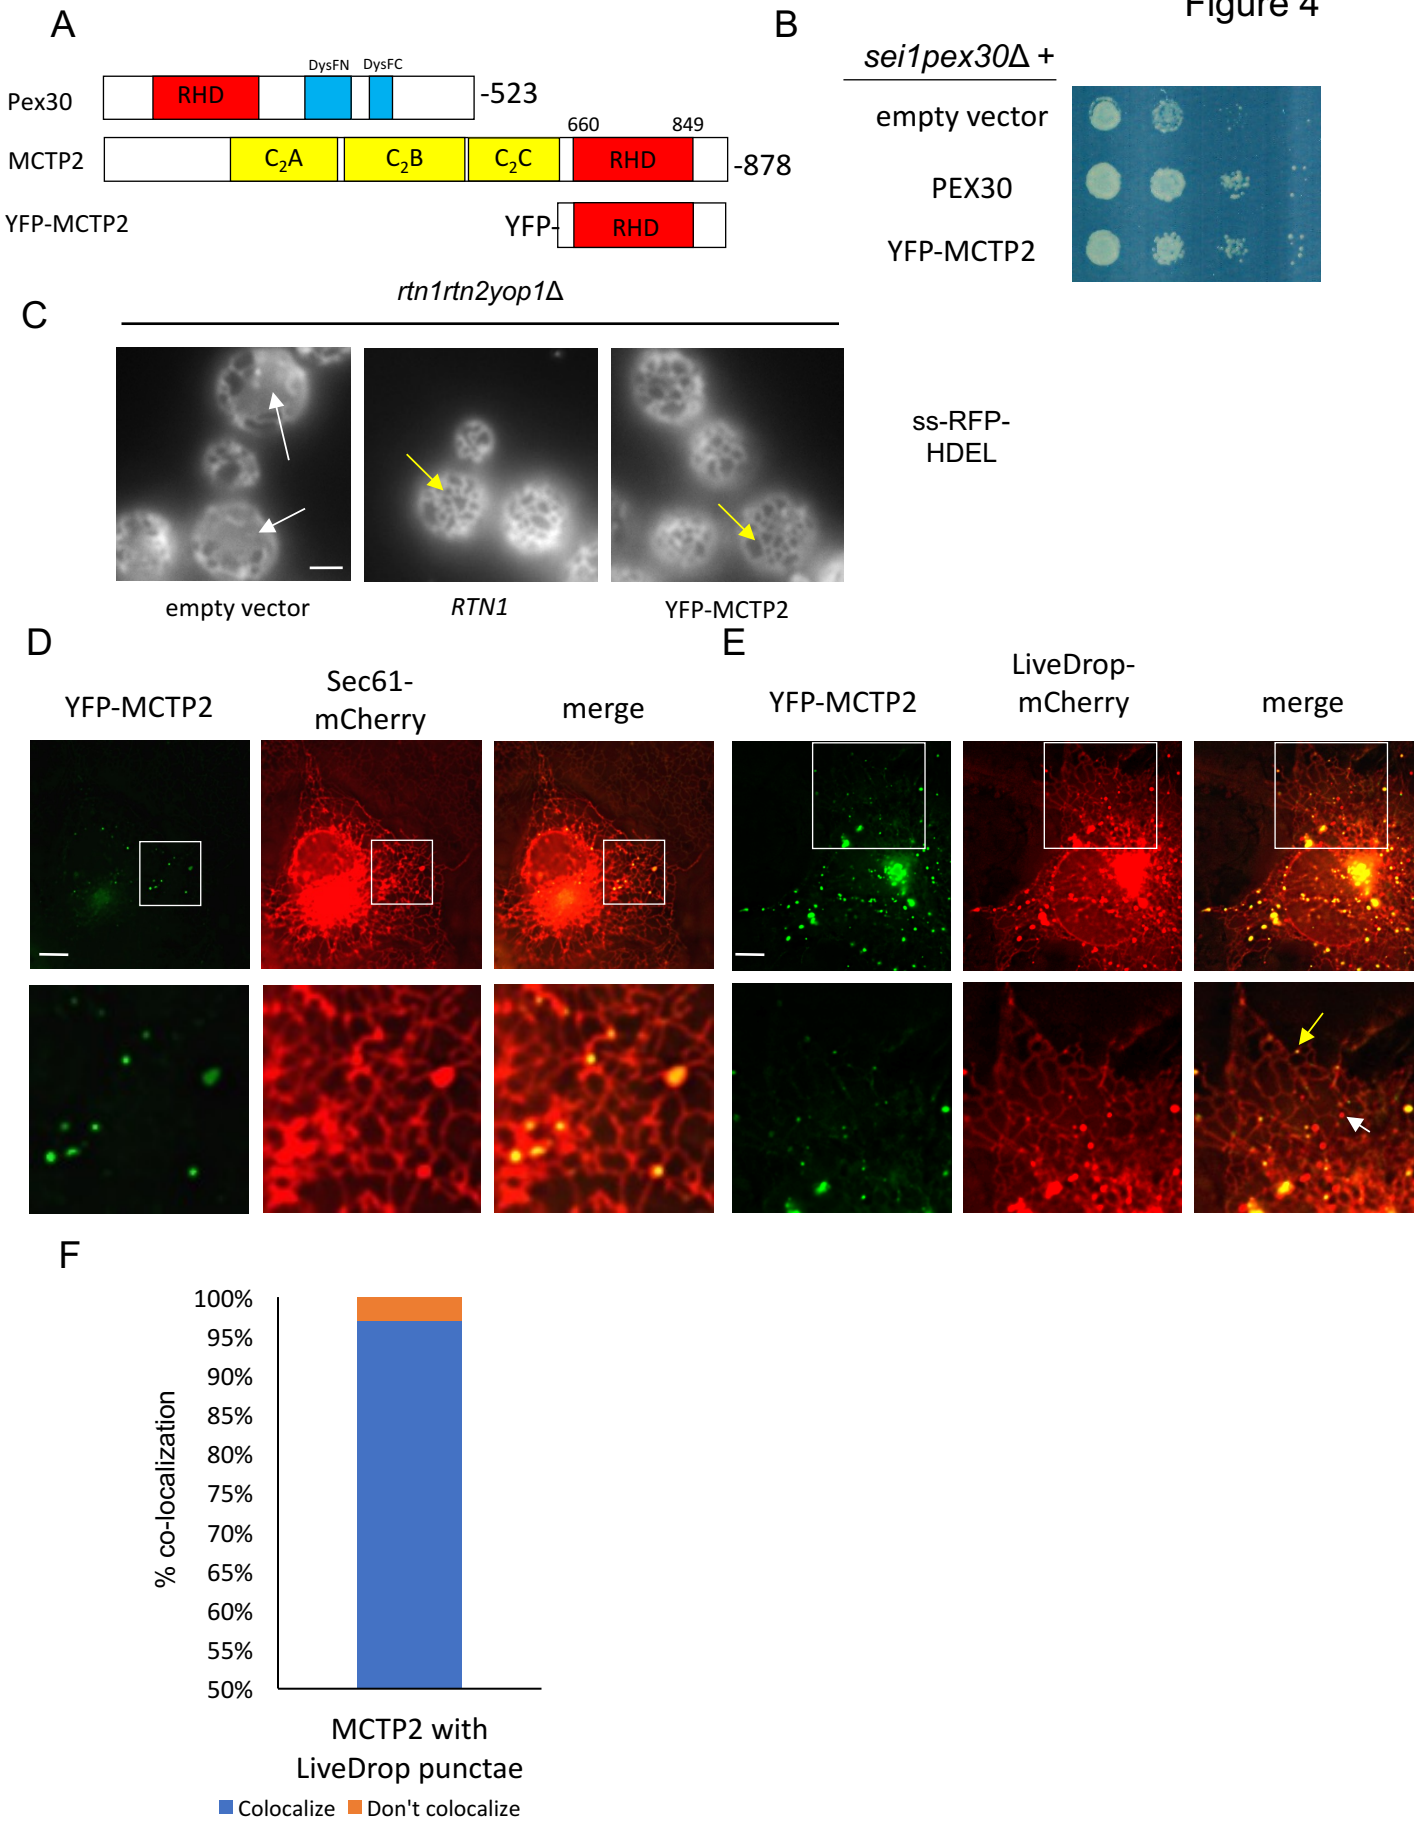 Figure 4
A
DysFN DysFC
Pex30 RHD -523
660 849
MCTP2 C₂A C₂B C₂C RHD -878
YFP-MCTP2 YFP- RHD
B
sei1pex30Δ +
empty vector
PEX30
YFP-MCTP2
C
rtn1rtn2yop1Δ
ss-RFP-
HDEL
empty vector RTN1 YFP-MCTP2
D
YFP-MCTP2
Sec61-
mCherry
merge
E
YFP-MCTP2
LiveDrop-
mCherry
merge
F
100%
95%
90%
85%
80%
75%
70%
65%
60%
55%
50%
% co-localization
MCTP2 with
LiveDrop punctae
Colocalize Don't colocalize